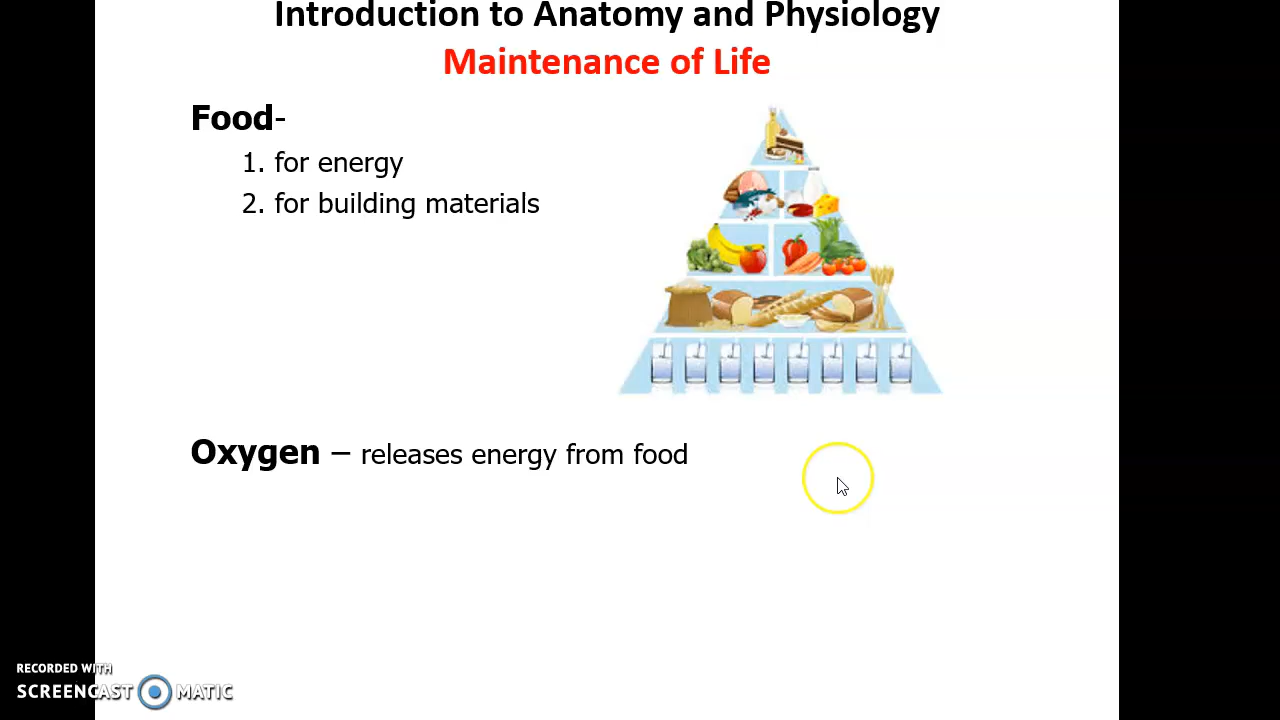 Introduction to Anatomy and Physiology
Maintenance of Life
Food-
1. for energy
2. for building materials
Oxygen – releases energy from food
RECORDED WITH
SCREENCAST MATIC